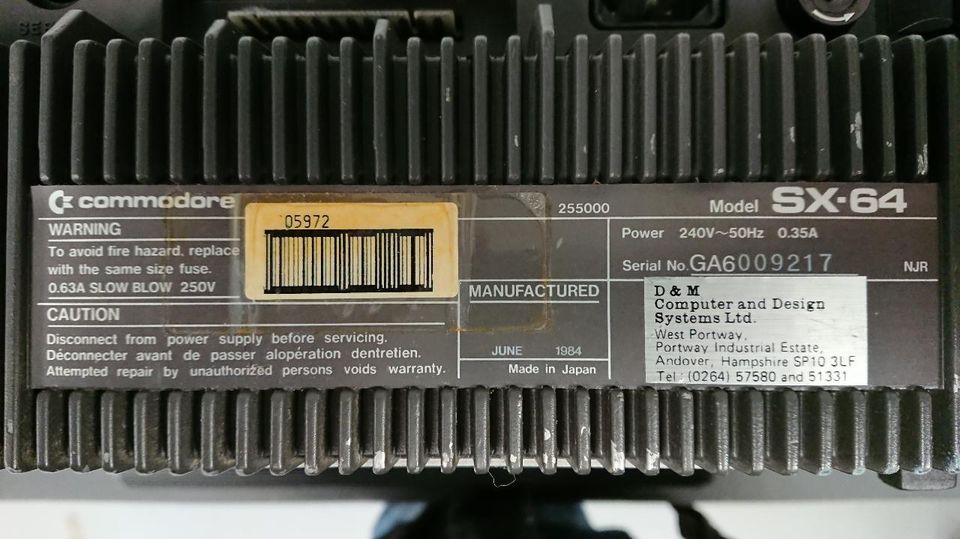 SER
commodore
255000
Model SX-64
WARNING
To avoid fire hazard, replace
with the same size fuse.
0.63A SLOW BLOW 250V
CAUTION
Disconnect from power supply before servicing.
Déconnecter avant de passer alopération dentretien.
Attempted repair by unauthorized persons voids warranty.
05972
MANUFACTURED
JUNE 1984
Made in Japan
Power 240V~50Hz 0.35A
Serial No. GA6009217
NJR
D & M
Computer and Design
Systems Ltd.
West Portway,
Portway Industrial Estate,
Andover, Hampshire SP10 3LF
Tel: (0264) 57580 and 51331